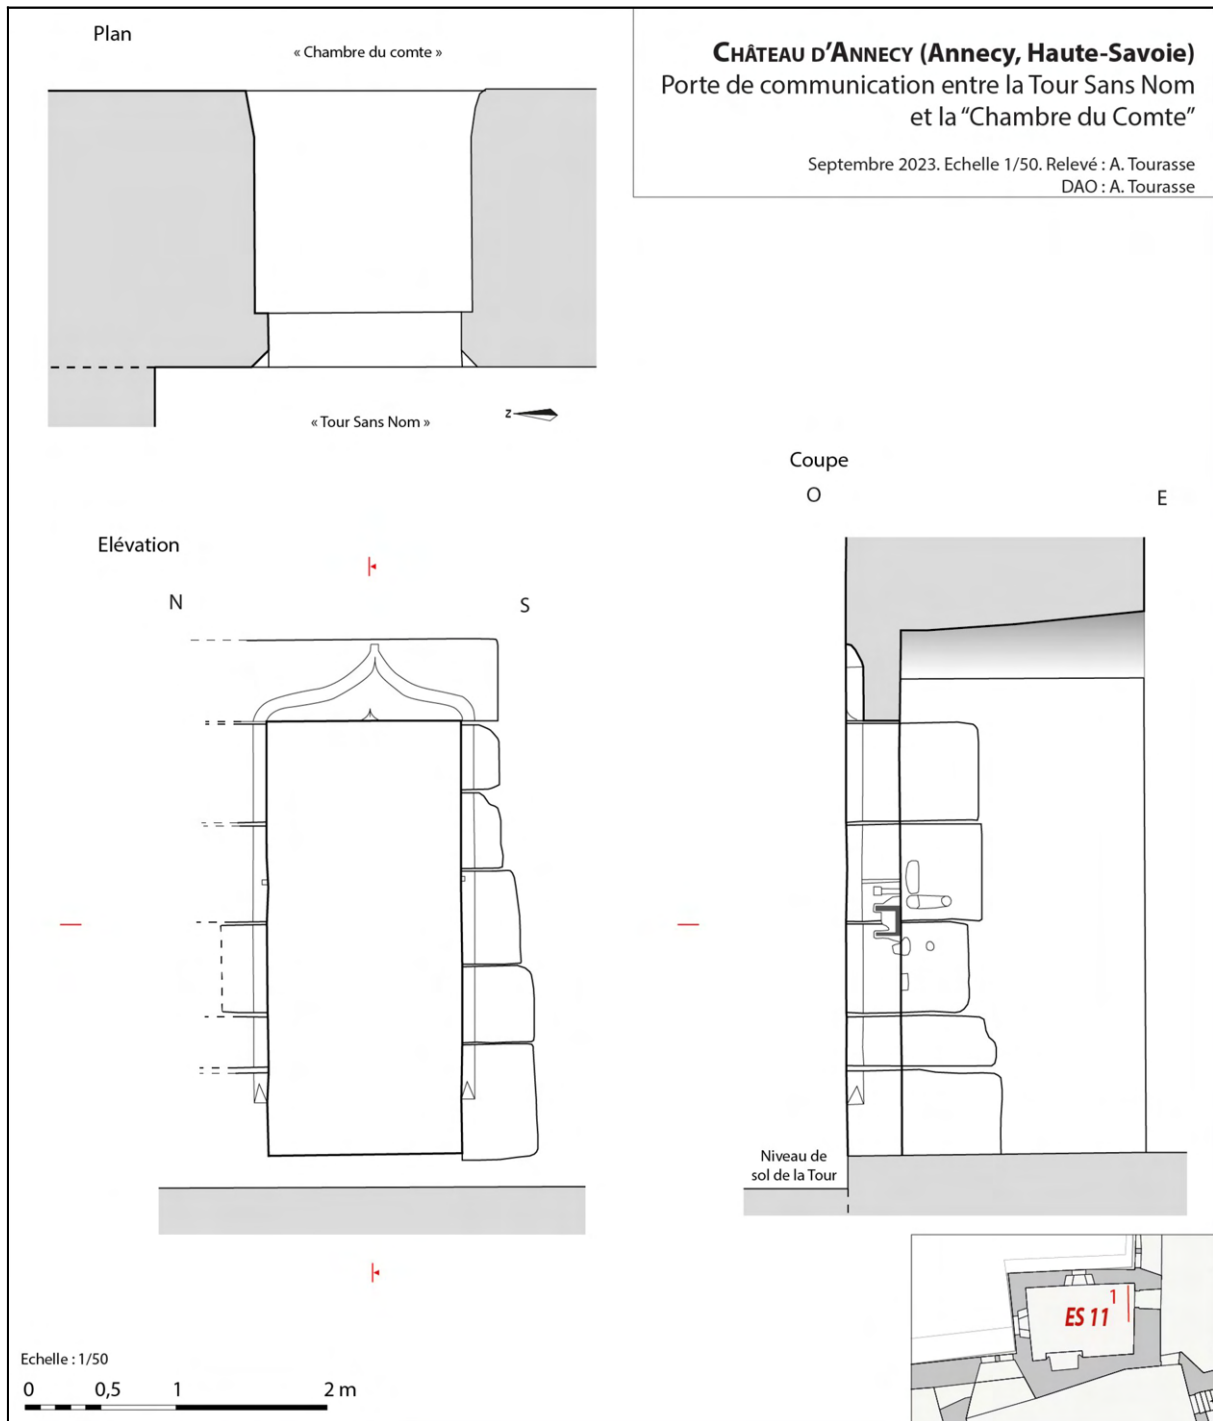 Plan
« Chambre du comte »
CHÂTEAU D'ANNECY (Annecy, Haute-Savoie)
Porte de communication entre la Tour Sans Nom
et la “Chambre du Comte”
Septembre 2023. Echelle 1/50. Relevé : A. Tourasse
DAO : A. Tourasse
« Tour Sans Nom »
Z
Coupe
O
E
Elévation
N
S
Niveau de
sol de la Tour
1
ES 11
Echelle : 1/50
0 0,5 1 2 m